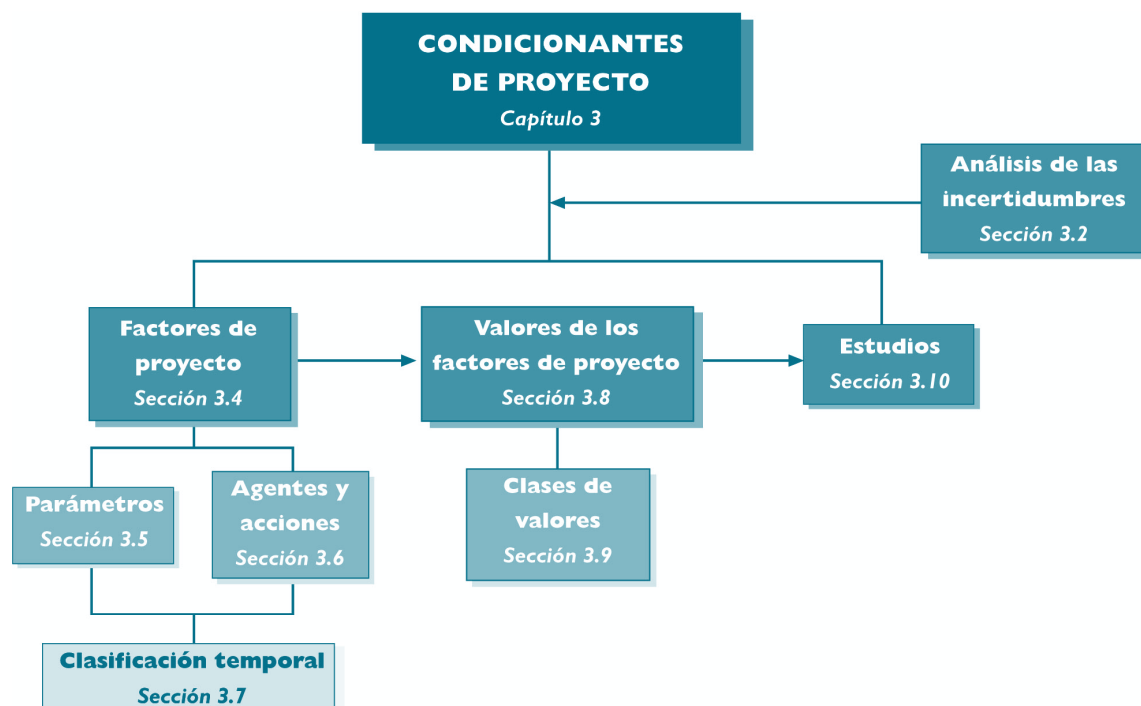 CONDICIONANTES
DE PROYECTO
Capítulo 3
Análisis de las
incertidumbres
Sección 3.2
Factores de
proyecto
Sección 3.4
Valores de los
factores de proyecto
Sección 3.8
Estudios
Sección 3.10
Parámetros
Sección 3.5
Agentes y
acciones
Sección 3.6
Clases de
valores
Sección 3.9
Clasificación temporal
Sección 3.7